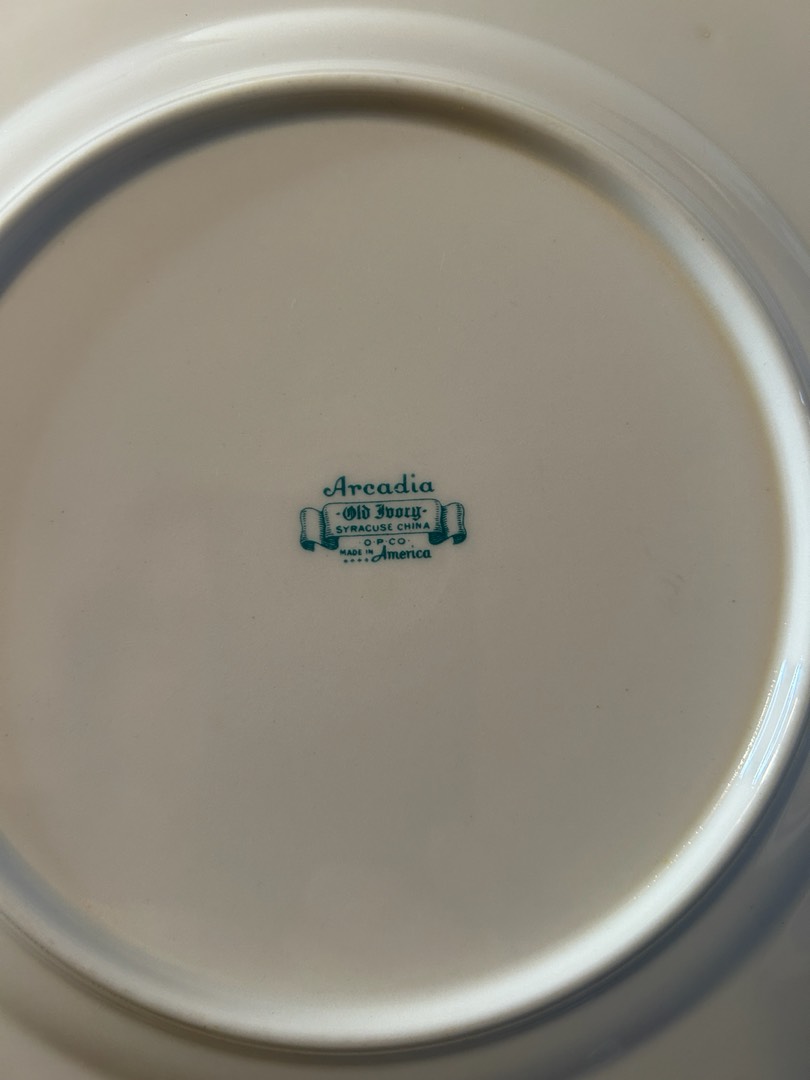 Arcadia
-Old Ivory-
SYRACUSE CHINA
·O·P·CO·
MADE IN America